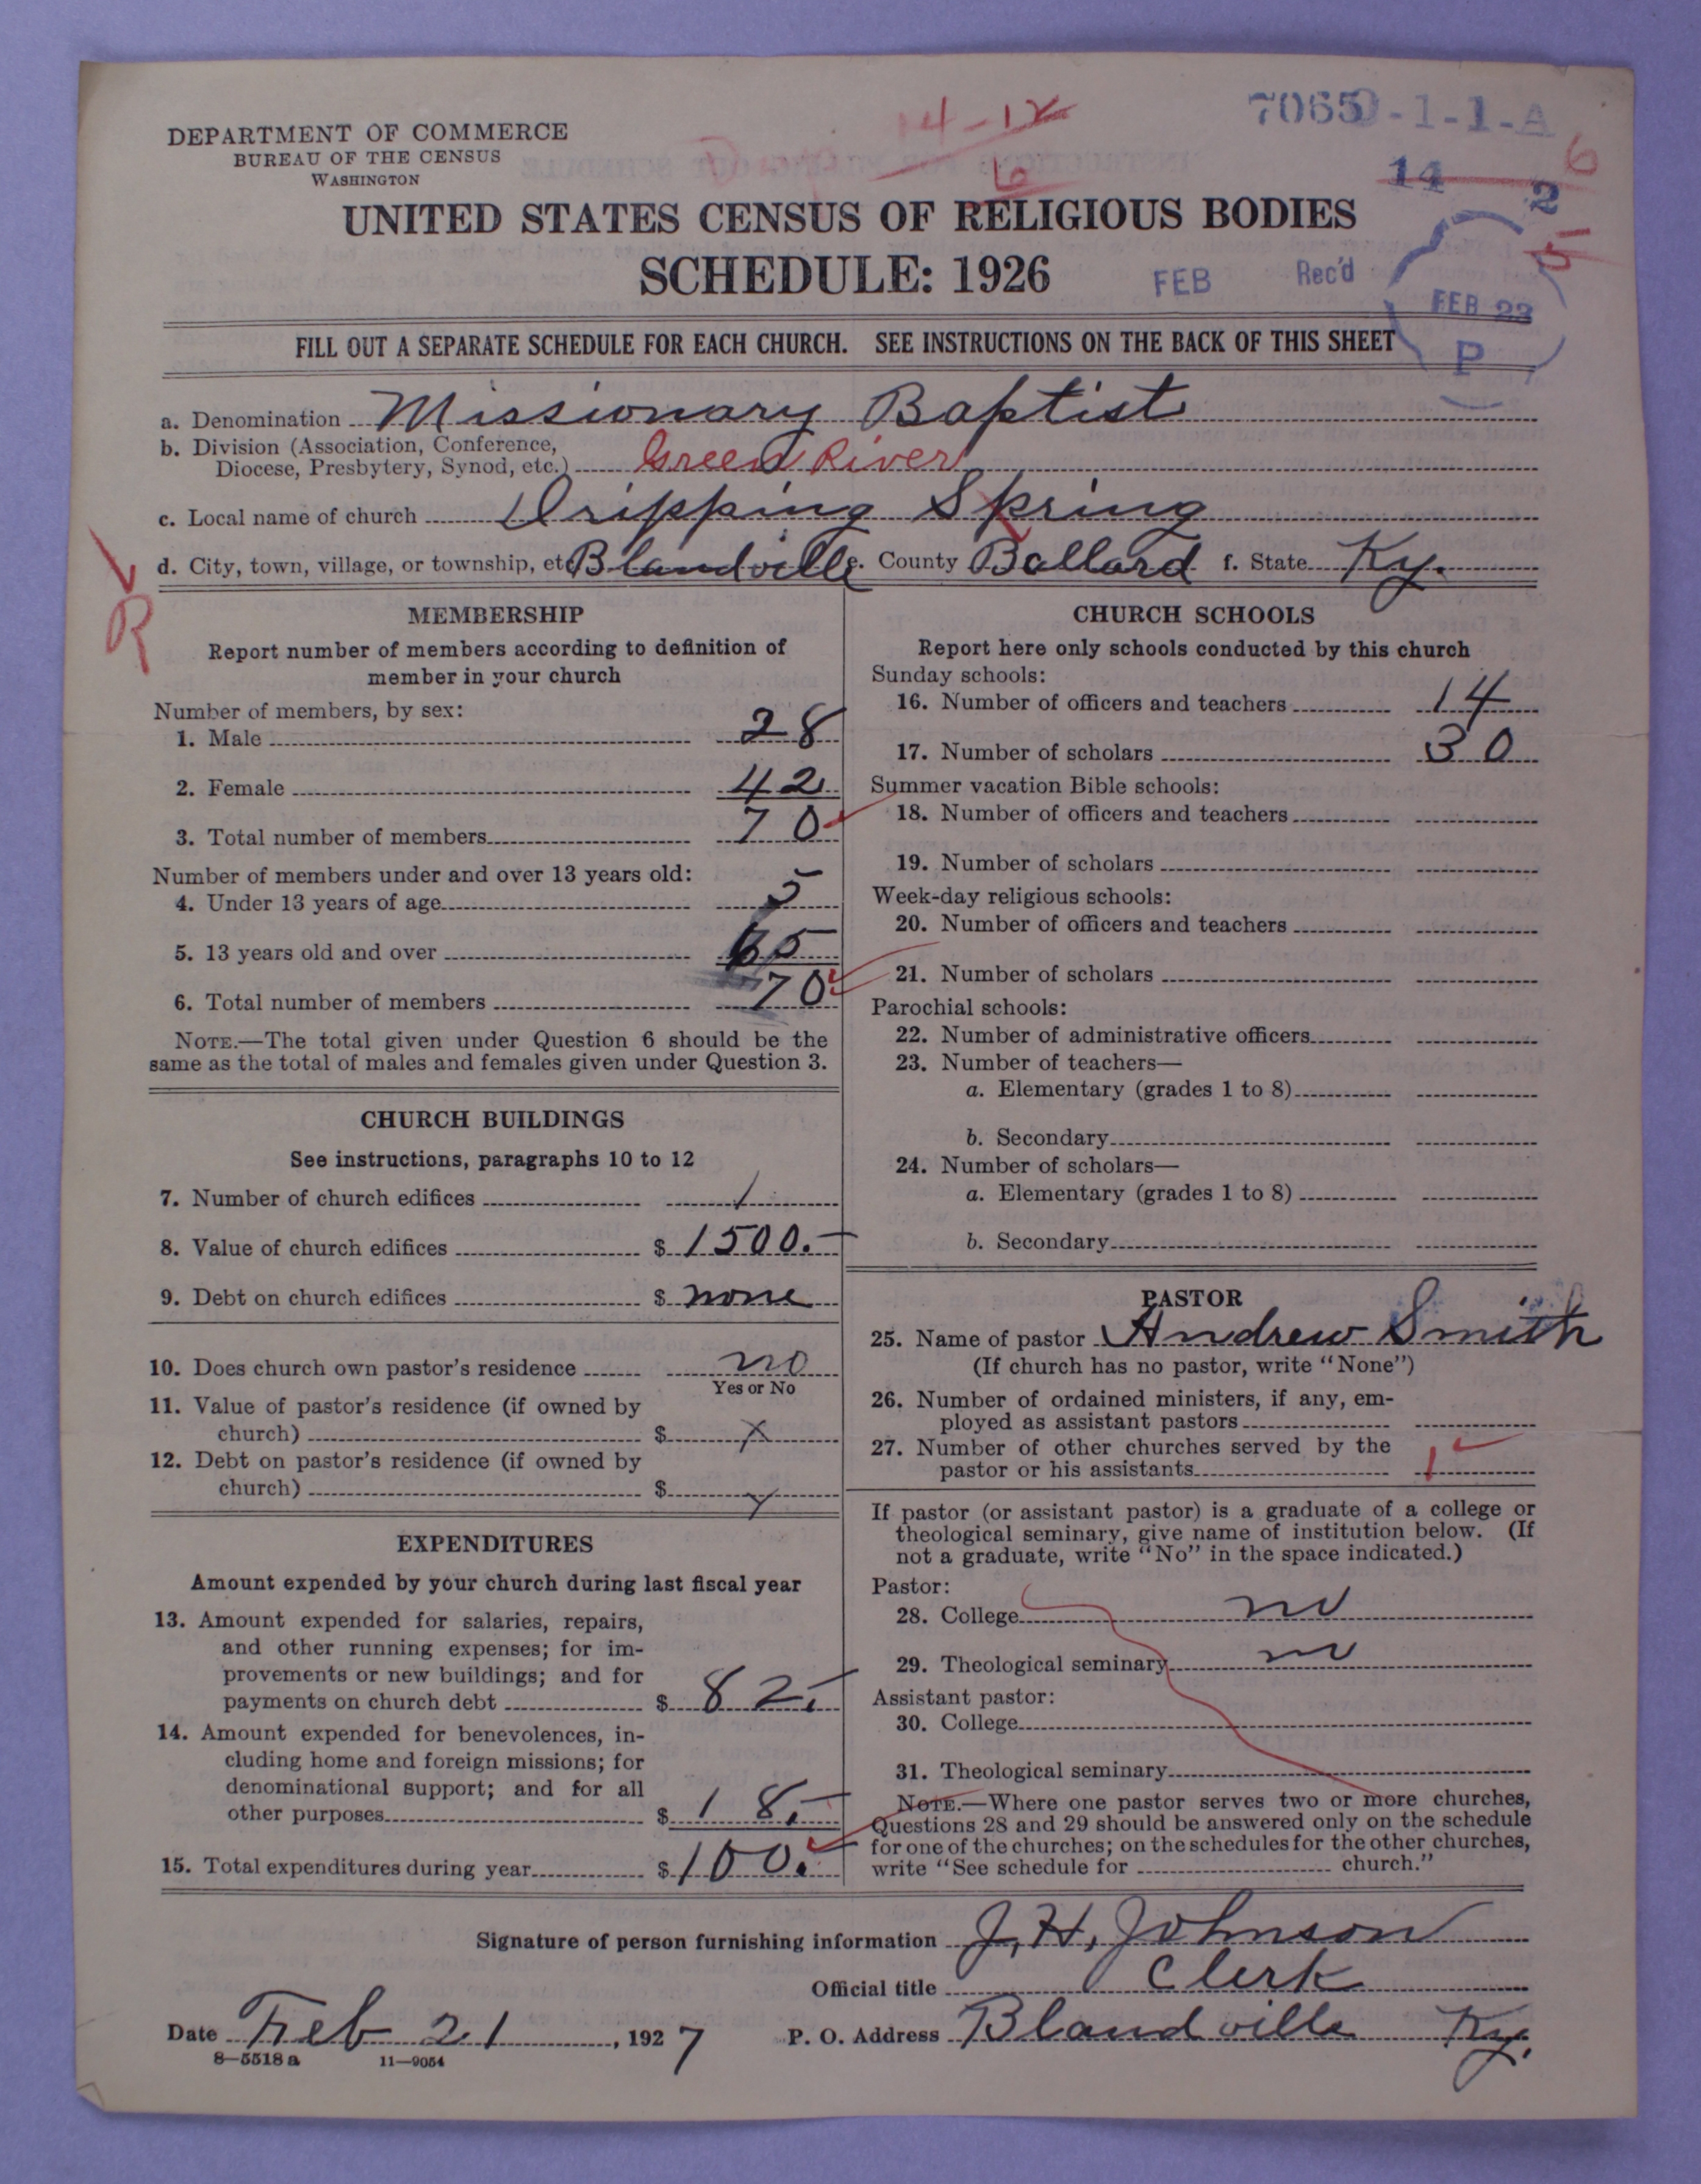 DEPARTMENT OF COMMERCE
BUREAU OF THE CENSUS
WASHINGTON
14-12
6
7065
-1-1-A
14
2
6
UNITED STATES CENSUS OF RELIGIOUS BODIES
SCHEDULE: 1926
FEB Rec'd
FEB 23
P
FILL OUT A SEPARATE SCHEDULE FOR EACH CHURCH. SEE INSTRUCTIONS ON THE BACK OF THIS SHEET
a. Denomination Missionary Baptist
b. Division (Association, Conference,
Diocese, Presbytery, Synod, etc.) Green River
c. Local name of church Dripping Spring
d. City, town, village, or township, etc Blandville e. County Ballard f. State Ky.
R
MEMBERSHIP
Report number of members according to definition of
member in your church
Number of members, by sex:
1. Male 28
2. Female 42
3. Total number of members 70
Number of members under and over 13 years old:
4. Under 13 years of age 5
5. 13 years old and over 65
6. Total number of members 70
NOTE.—The total given under Question 6 should be the
same as the total of males and females given under Question 3.
CHURCH BUILDINGS
See instructions, paragraphs 10 to 12
7. Number of church edifices 1
8. Value of church edifices $ 1500.-
9. Debt on church edifices $ none
10. Does church own pastor's residence no
Yes or No
11. Value of pastor's residence (if owned by
church) $ x
12. Debt on pastor's residence (if owned by
church) $
EXPENDITURES
Amount expended by your church during last fiscal year
13. Amount expended for salaries, repairs,
and other running expenses; for im-
provements or new buildings; and for
payments on church debt $ 82.-
14. Amount expended for benevolences, in-
cluding home and foreign missions; for
denominational support; and for all
other purposes $ 18.-
15. Total expenditures during year $ 100.-
CHURCH SCHOOLS
Report here only schools conducted by this church
Sunday schools:
16. Number of officers and teachers 14
17. Number of scholars 30
Summer vacation Bible schools:
18. Number of officers and teachers
19. Number of scholars
Week-day religious schools:
20. Number of officers and teachers
21. Number of scholars
Parochial schools:
22. Number of administrative officers
23. Number of teachers—
a. Elementary (grades 1 to 8)
b. Secondary
24. Number of scholars—
a. Elementary (grades 1 to 8)
b. Secondary
PASTOR
25. Name of pastor Andrew Smith
(If church has no pastor, write "None")
26. Number of ordained ministers, if any, em-
ployed as assistant pastors
27. Number of other churches served by the
pastor or his assistants 1
If pastor (or assistant pastor) is a graduate of a college or
theological seminary, give name of institution below. (If
not a graduate, write "No" in the space indicated.)
Pastor:
28. College no
29. Theological seminary no
Assistant pastor:
30. College
31. Theological seminary
NOTE.—Where one pastor serves two or more churches,
Questions 28 and 29 should be answered only on the schedule
for one of the churches; on the schedules for the other churches,
write "See schedule for church."
Signature of person furnishing information J. H. Johnson
Official title Clerk
Date Feb 21, 1927 P. O. Address Blandville Ky.
8—5518 a 11—9054